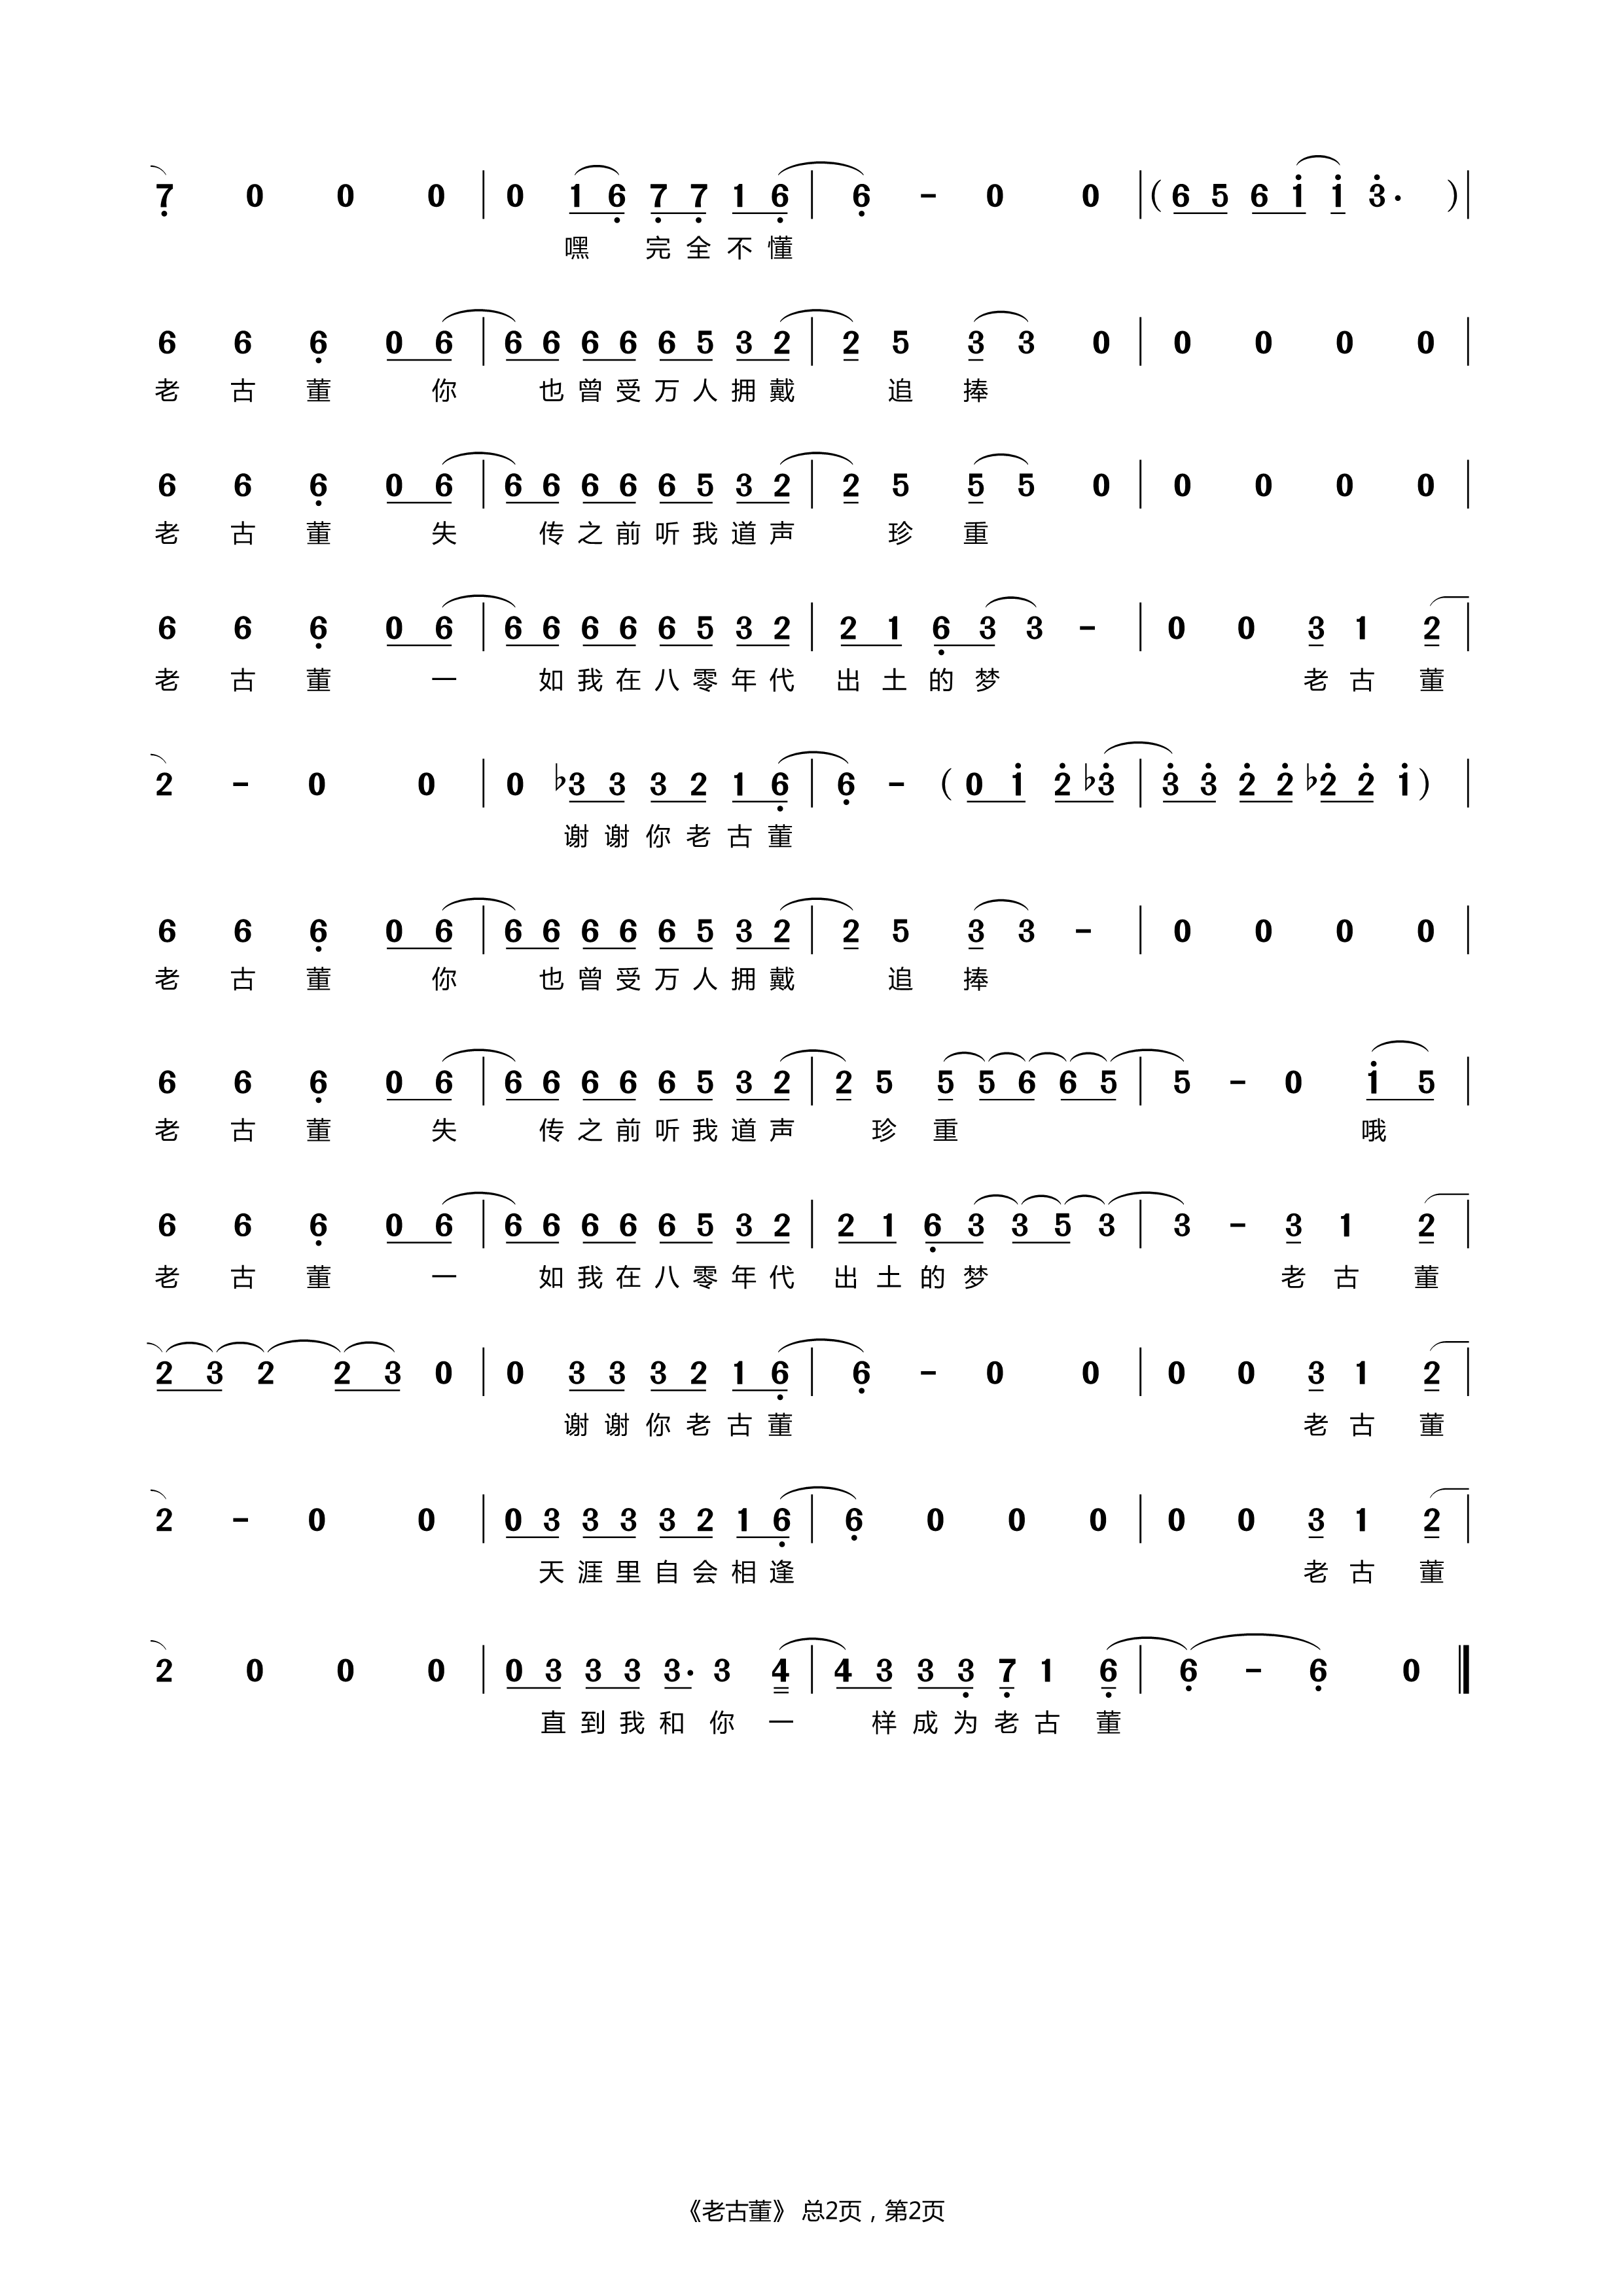 7 0 0 0 | 0 1 6 7 7 1 6 | 6 - 0 0 | ( 6 5 6 1 1 3 · ) |
嘿 完 全 不 懂
6 6 6 0 6 | 6 6 6 6 6 5 3 2 | 2 5 3 3 0 | 0 0 0 0 |
老 古 董 你 也 曾 受 万 人 拥 戴 追 捧
6 6 6 0 6 | 6 6 6 6 6 5 3 2 | 2 5 5 5 0 | 0 0 0 0 |
老 古 董 失 传 之 前 听 我 道 声 珍 重
6 6 6 0 6 | 6 6 6 6 6 5 3 2 | 2 1 6 3 3 - | 0 0 3 1 2 |
老 古 董 一 如 我 在 八 零 年 代 出 土 的 梦 老 古 董
2 - 0 0 | 0 ♭3 3 3 2 1 6 | 6 - ( 0 1 2 ♭3 | 3 3 2 2 ♭2 2 1 ) |
谢 谢 你 老 古 董
6 6 6 0 6 | 6 6 6 6 6 5 3 2 | 2 5 3 3 - | 0 0 0 0 |
老 古 董 你 也 曾 受 万 人 拥 戴 追 捧
6 6 6 0 6 | 6 6 6 6 6 5 3 2 | 2 5 5 5 6 6 5 | 5 - 0 1 5 |
老 古 董 失 传 之 前 听 我 道 声 珍 重 哦
6 6 6 0 6 | 6 6 6 6 6 5 3 2 | 2 1 6 3 3 5 3 | 3 - 3 1 2 |
老 古 董 一 如 我 在 八 零 年 代 出 土 的 梦 老 古 董
2 3 2 2 3 0 | 0 3 3 3 2 1 6 | 6 - 0 0 | 0 0 3 1 2 |
谢 谢 你 老 古 董 老 古 董
2 - 0 0 | 0 3 3 3 3 2 1 6 | 6 0 0 0 | 0 0 3 1 2 |
天 涯 里 自 会 相 逢 老 古 董
2 0 0 0 | 0 3 3 3 3 · 3 4 | 4 3 3 3 7 1 6 | 6 - 6 0 ‖
直 到 我 和 你 一 样 成 为 老 古 董
《老古董》 总2页，第2页